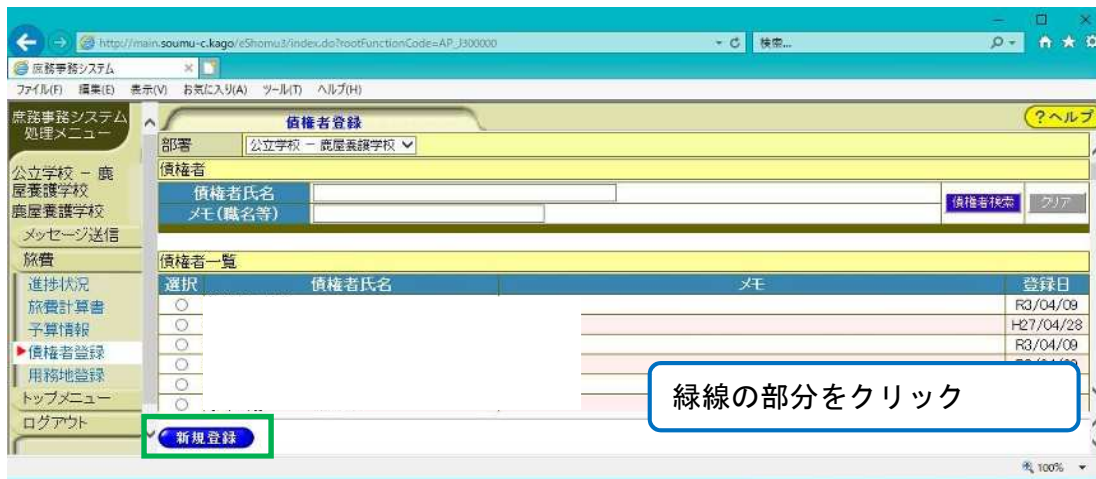 http://main.soumu-c.kago/eShomu3/index.do?rootFunctionCode=AP_J300000
検索...
庶務事務システム
ファイル(F) 編集(E) 表示(V) お気に入り(A) ツール(T) ヘルプ(H)
庶務事務システム
処理メニュー
債権者登録
?ヘルプ
部署
公立学校 - 鹿屋養護学校
公立学校 - 鹿
屋養護学校
鹿屋養護学校
債権者
債権者氏名
メモ(職名等)
債権者検索
クリア
メッセージ送信
旅費
進捗状況
旅費計算書
予算情報
債権者登録
用務地登録
トップメニュー
ログアウト
債権者一覧
選択 債権者氏名 メモ 登録日
R3/04/09
H27/04/28
R3/04/09
緑線の部分をクリック
新規登録
100%